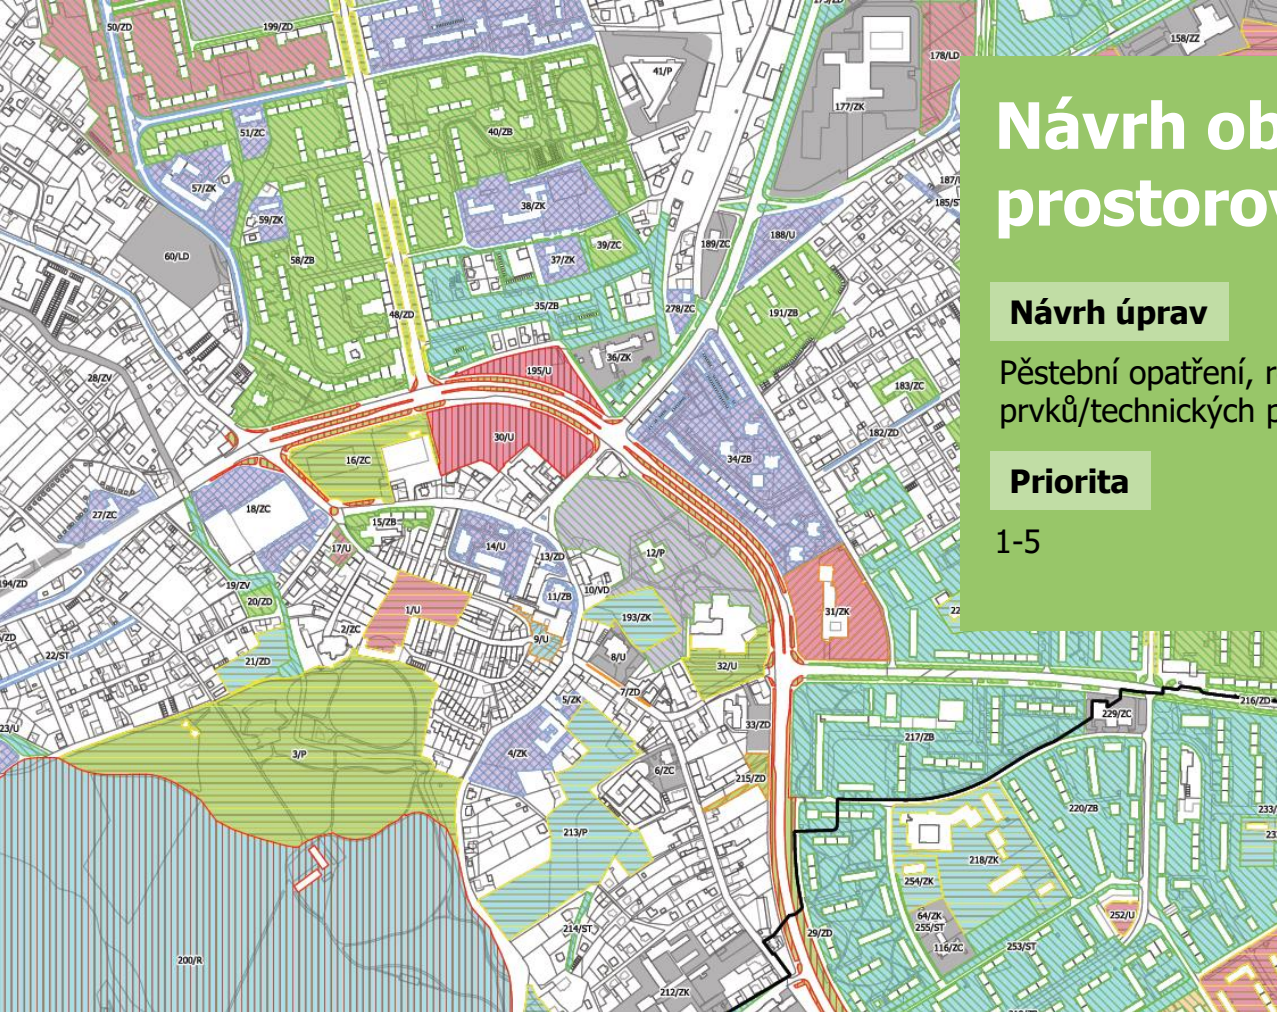 50/ZD
199/ZD
41/P
178/LD
158/ZZ
177/ZK
51/ZC
40/ZB
57/ZK
38/ZK
59/ZK
188/U
189/ZC
39/ZC
60/LD
58/ZB
37/ZK
35/ZB
278/ZC
191/ZB
48/ZD
36/ZK
195/U
28/ZV
183/ZC
30/U
182/ZD
16/ZC
34/ZB
18/ZC
27/ZC
15/ZB
17/U
14/U
13/ZD
12/P
194/ZD
19/ZV
20/ZD
10/VD
11/ZB
1/U
193/ZK
31/ZK
2/ZC
9/U
22/ST
21/ZD
8/U
32/U
7/ZD
5/ZK
216/ZD
229/ZC
23/U
33/ZD
217/ZB
3/P
4/ZK
6/ZC
215/ZD
220/ZB
213/P
218/ZK
254/ZK
64/ZK
255/ST
116/ZC
252/U
214/ST
29/ZD
253/ST
200/R
212/ZK
Návrh ob
prostorov
Návrh úprav
Pěstební opatření, r
prvků/technických p
Priorita
1-5